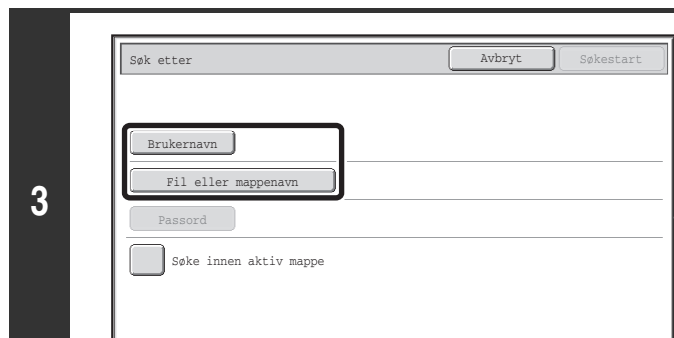 3
Søk etter Avbryt Søkestart
Brukernavn
Fil eller mappenavn
Passord
Søke innen aktiv mappe